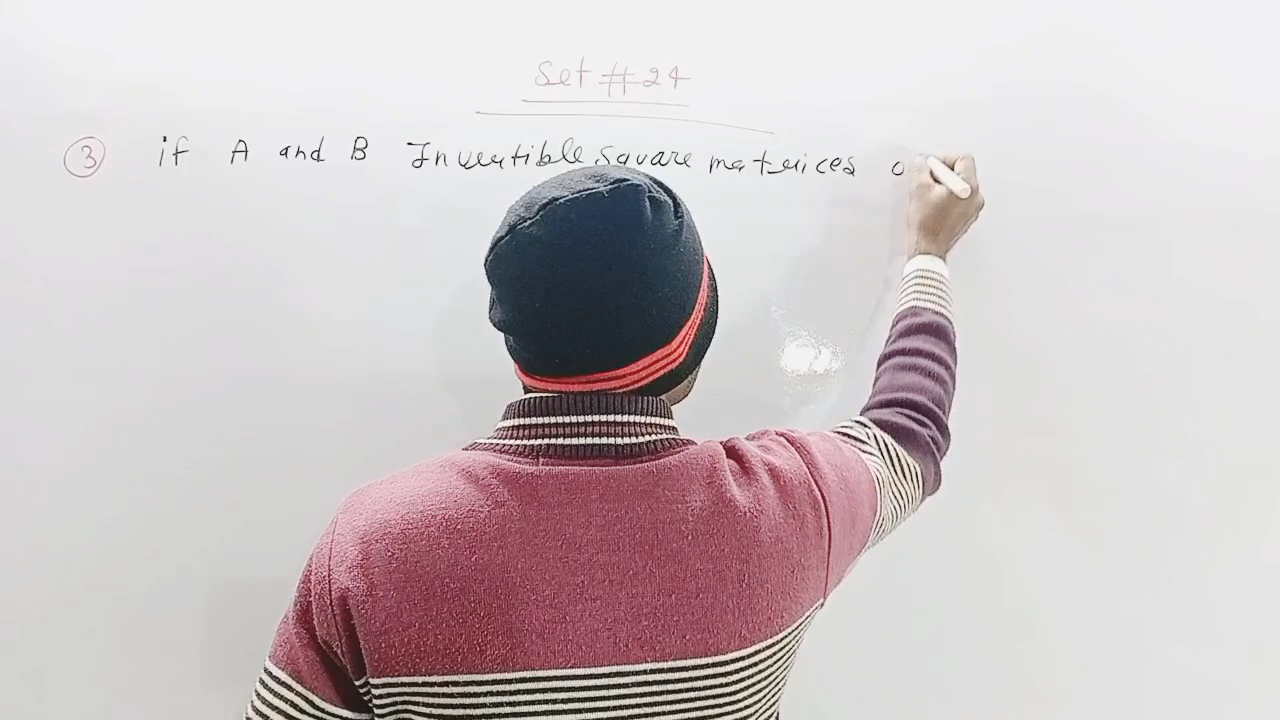 Set # 24
3 if A and B Invertible square matrices o